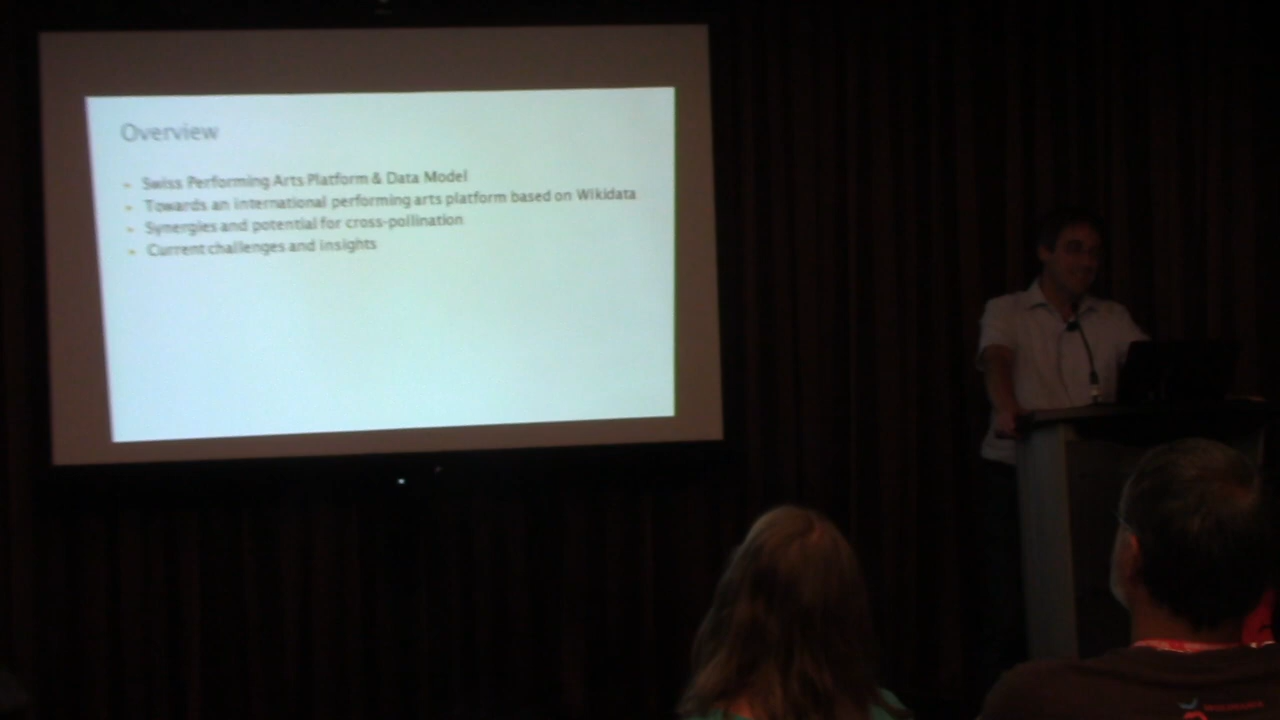 Overview
Swiss Performing Arts Platform & Data Model
Towards an international performing arts platform based on Wikidata
Synergies and potential for cross-pollination
Current challenges and insights